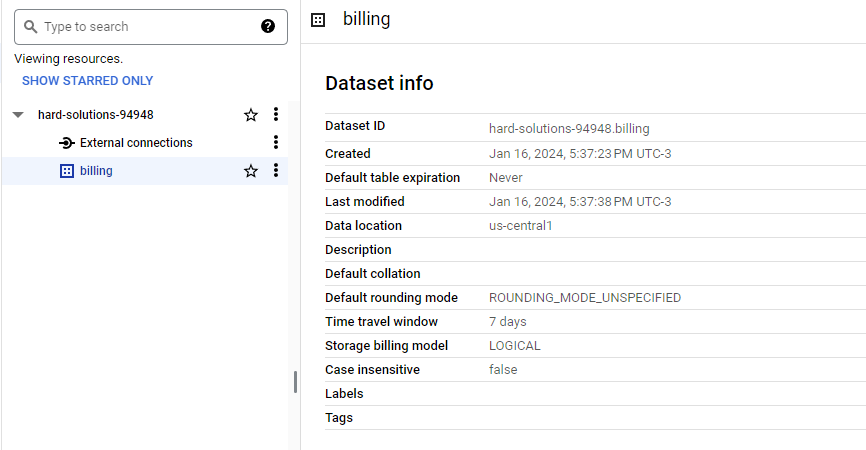 Type to search
Viewing resources.
SHOW STARRED ONLY
hard-solutions-94948
External connections
billing
billing
Dataset info
Dataset ID hard-solutions-94948.billing
Created Jan 16, 2024, 5:37:23 PM UTC-3
Default table expiration Never
Last modified Jan 16, 2024, 5:37:38 PM UTC-3
Data location us-central1
Description
Default collation
Default rounding mode ROUNDING_MODE_UNSPECIFIED
Time travel window 7 days
Storage billing model LOGICAL
Case insensitive false
Labels
Tags